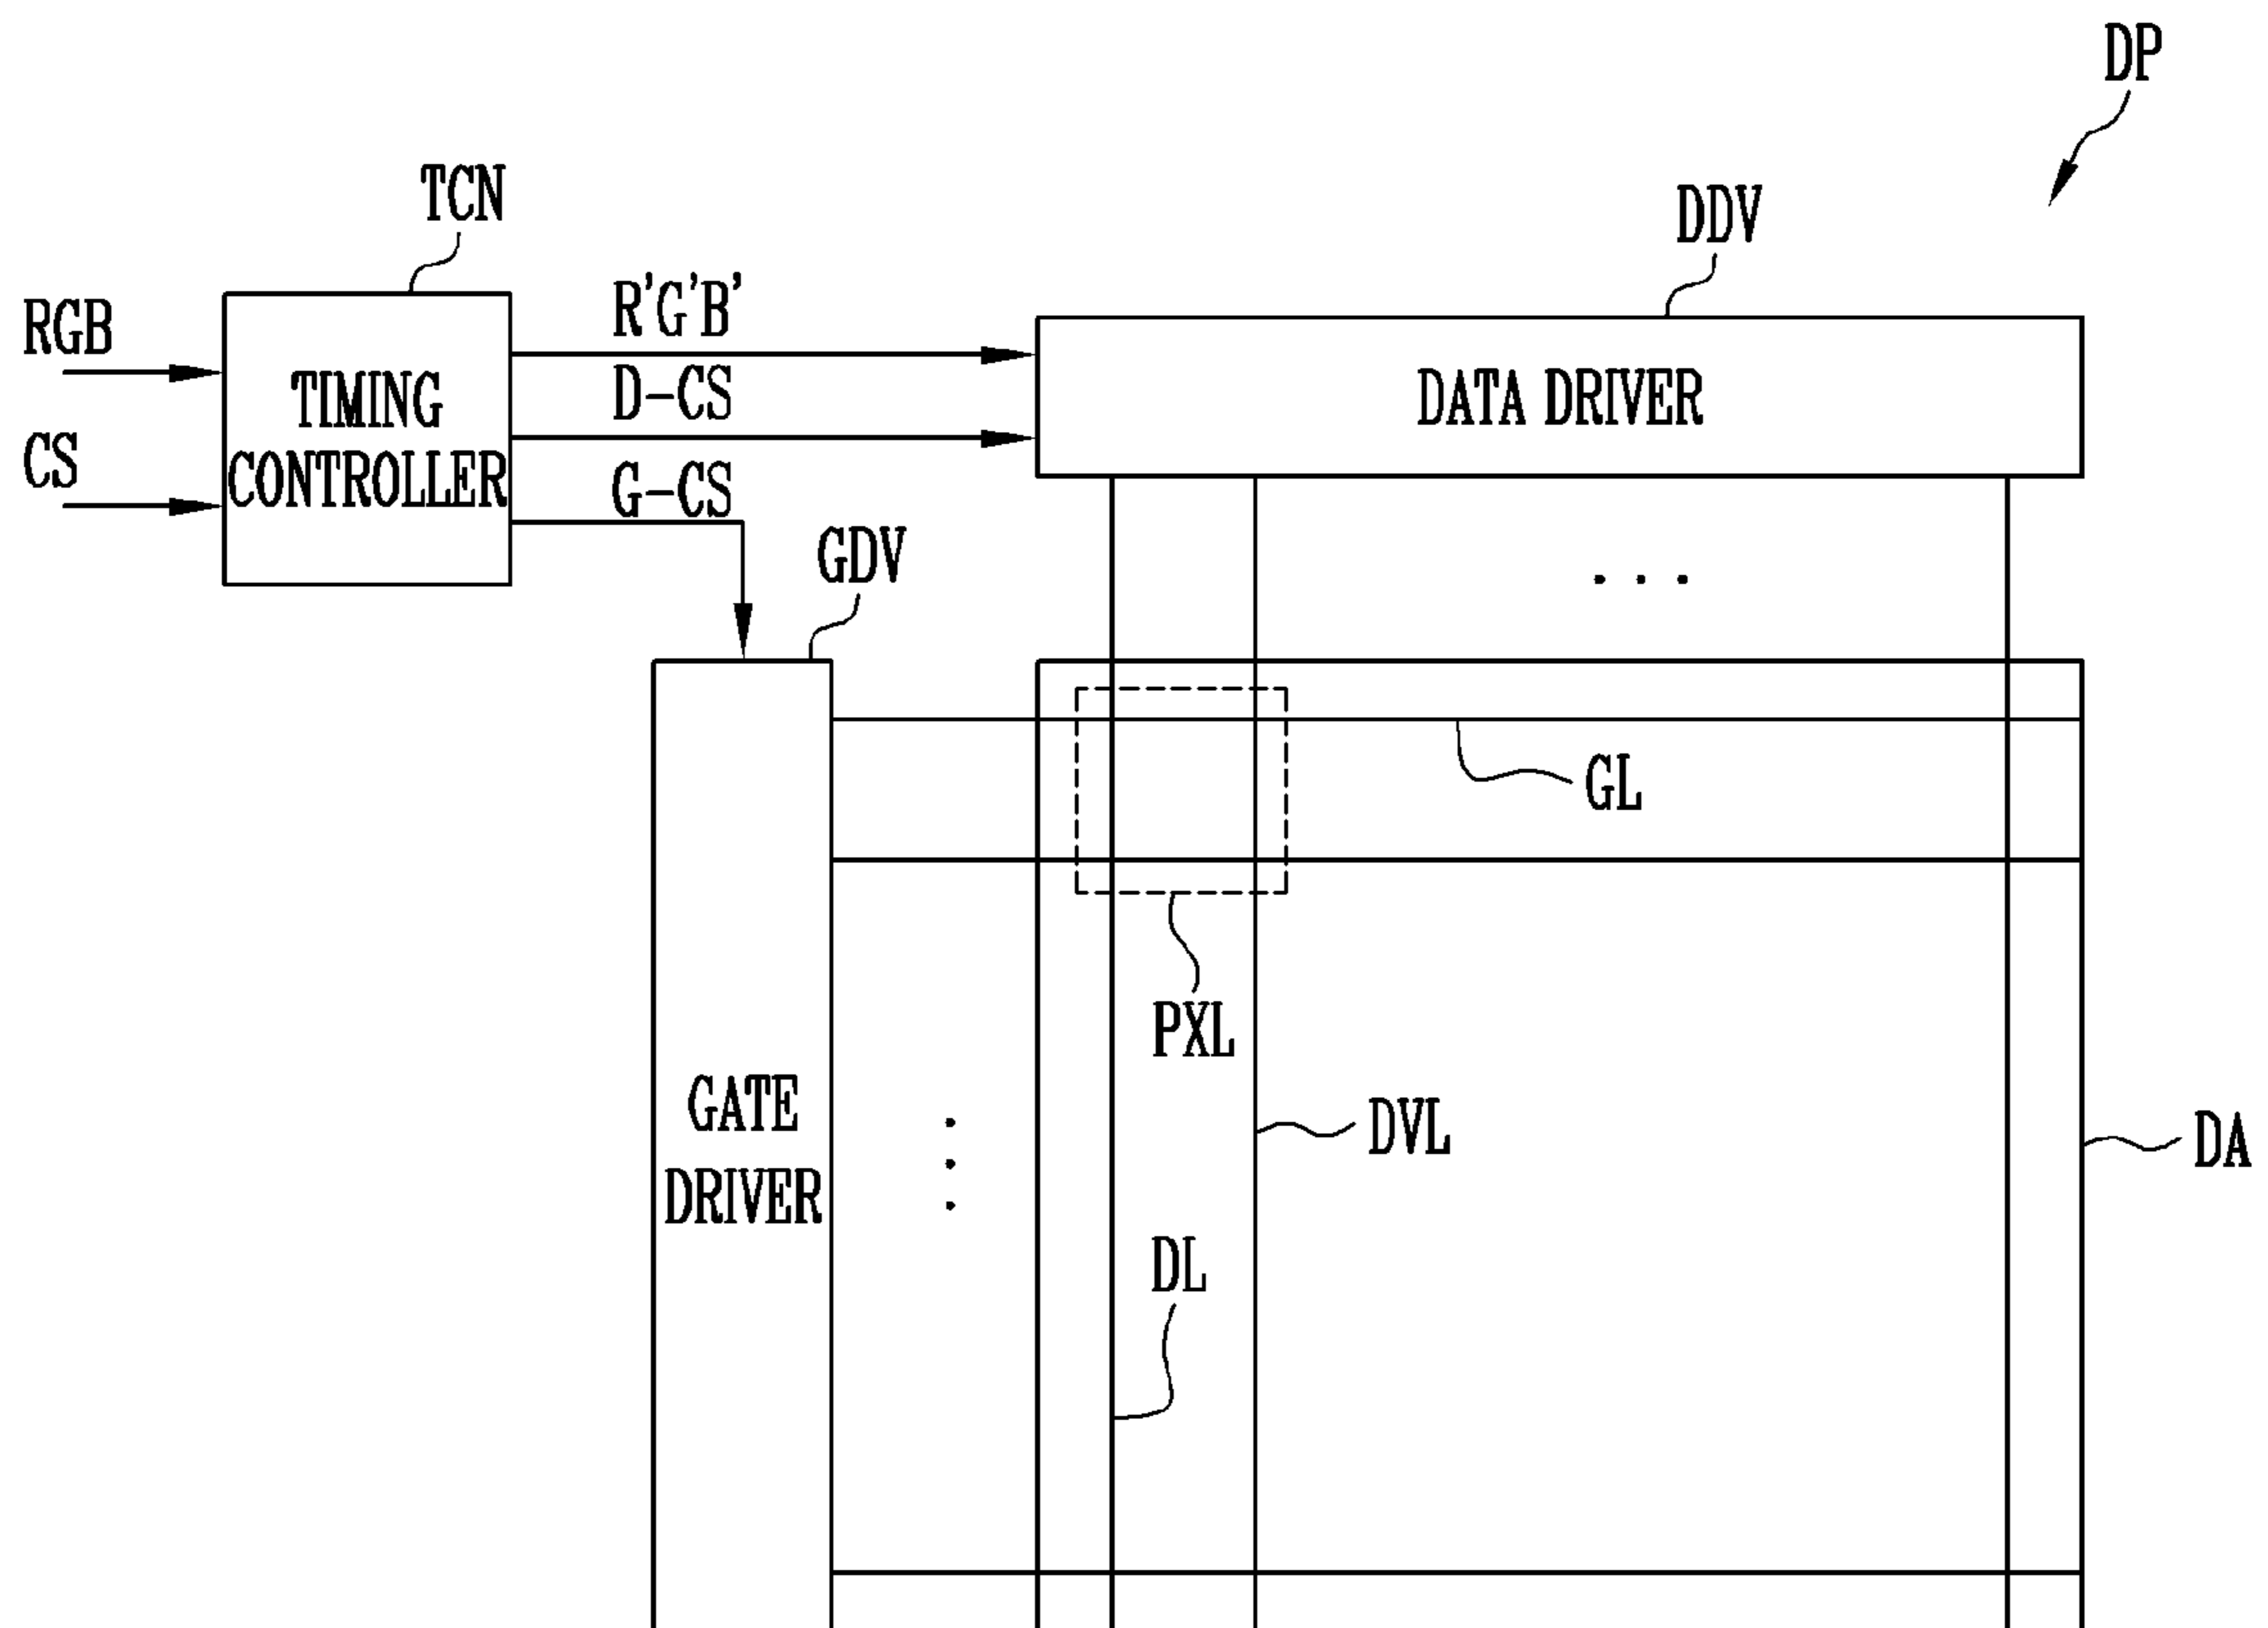 DP
TCN
DDV
RGB
R'G'B'
TIMING
CONTROLLER
D-CS
DATA DRIVER
CS
G-CS
GDV
GL
PXL
GATE
DRIVER
DVL
DA
DL